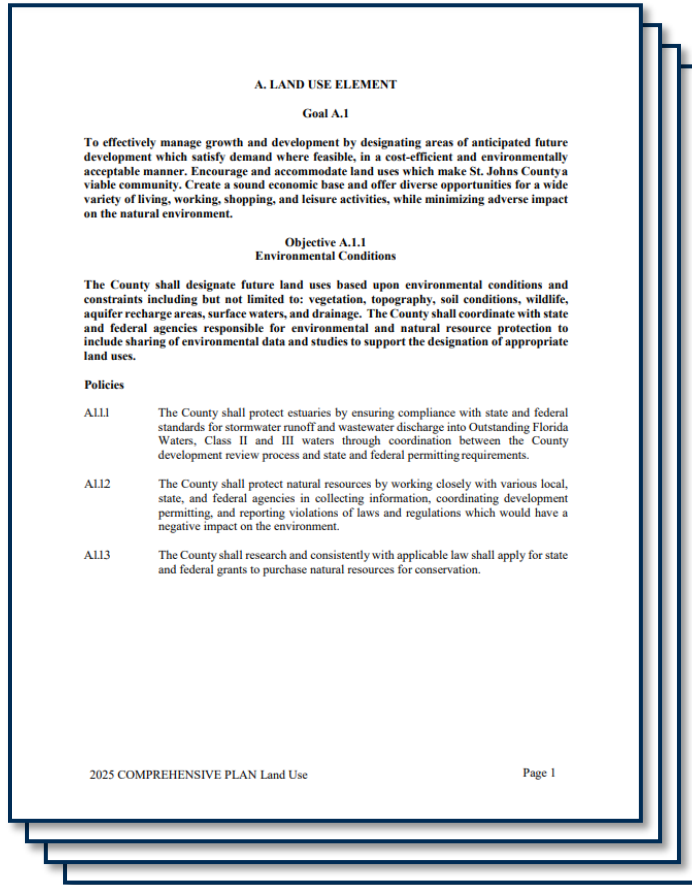 A. LAND USE ELEMENT
Goal A.1
To effectively manage growth and development by designating areas of anticipated future
development which satisfy demand where feasible, in a cost-efficient and environmentally
acceptable manner. Encourage and accommodate land uses which make St. Johns Countya
viable community. Create a sound economic base and offer diverse opportunities for a wide
variety of living, working, shopping, and leisure activities, while minimizing adverse impact
on the natural environment.
Objective A.1.1
Environmental Conditions
The County shall designate future land uses based upon environmental conditions and
constraints including but not limited to: vegetation, topography, soil conditions, wildlife,
aquifer recharge areas, surface waters, and drainage. The County shall coordinate with state
and federal agencies responsible for environmental and natural resource protection to
include sharing of environmental data and studies to support the designation of appropriate
land uses.
Policies
A.1.1.1 The County shall protect estuaries by ensuring compliance with state and federal
standards for stormwater runoff and wastewater discharge into Outstanding Florida
Waters, Class II and III waters through coordination between the County
development review process and state and federal permitting requirements.
A.1.1.2 The County shall protect natural resources by working closely with various local,
state, and federal agencies in collecting information, coordinating development
permitting, and reporting violations of laws and regulations which would have a
negative impact on the environment.
A.1.1.3 The County shall research and consistently with applicable law shall apply for state
and federal grants to purchase natural resources for conservation.
2025 COMPREHENSIVE PLAN Land Use Page 1